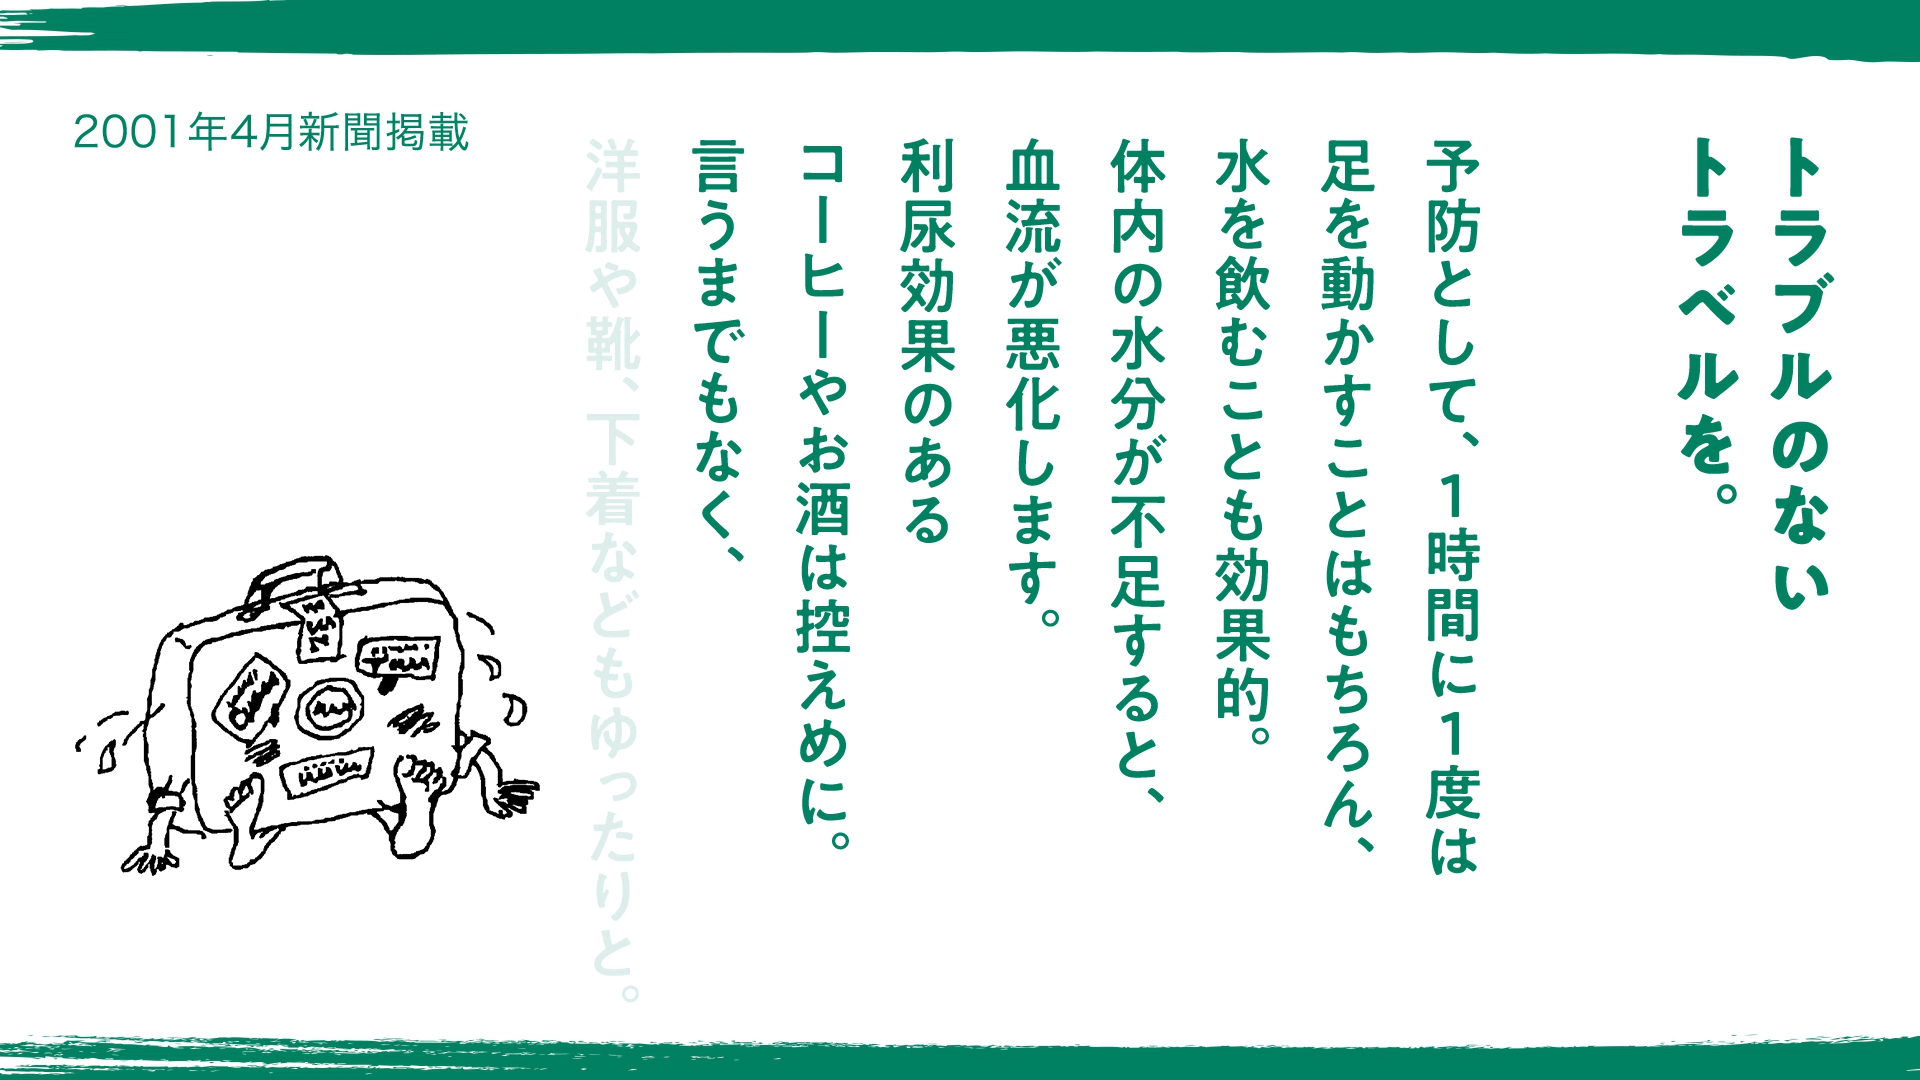 トラブルのない
トラベルを。
予防として、1時間に1度は
足を動かすことはもちろん、
水を飲むことも効果的。
体内の水分が不足すると、
血流が悪化します。
利尿効果のある
コーヒーやお酒は控えめに。
言うまでもなく、
洋服や靴、下着などもゆったりと。
2001年4月新聞掲載